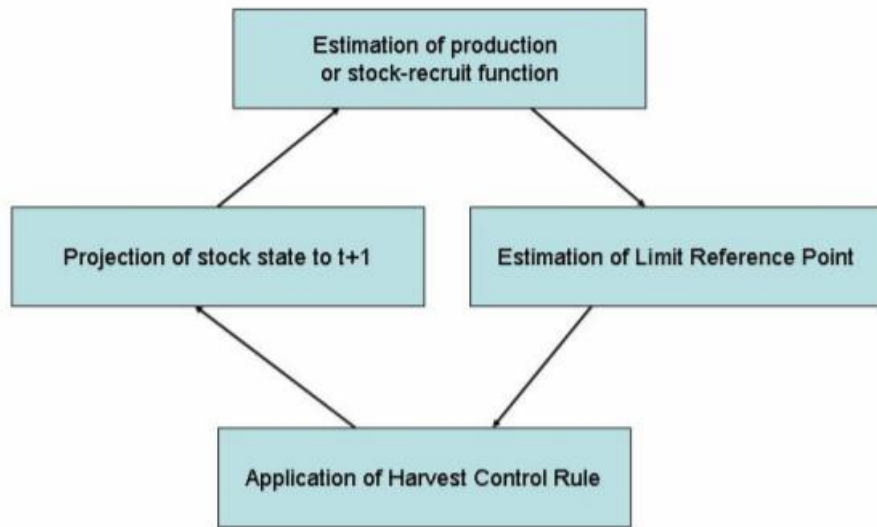 Estimation of production
or stock-recruit function
Projection of stock state to t+1
Estimation of Limit Reference Point
Application of Harvest Control Rule